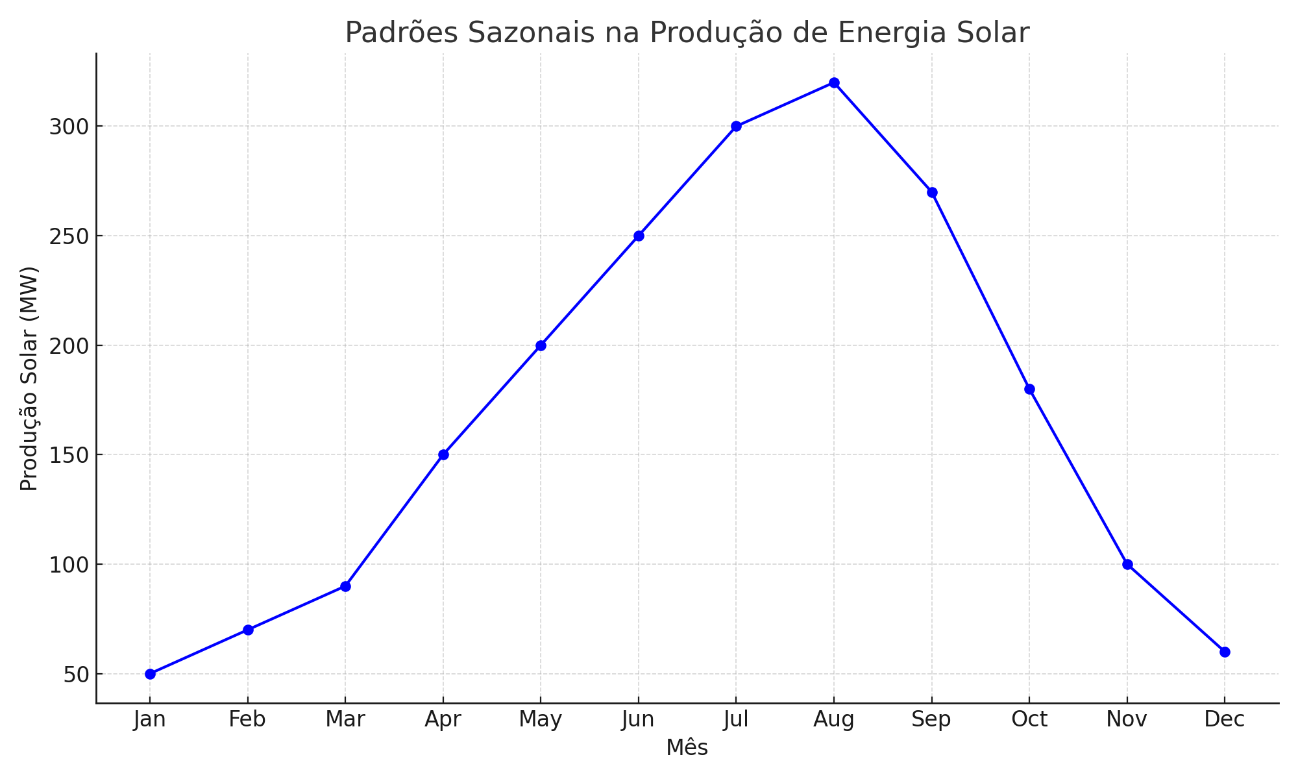 Padrões Sazonais na Produção de Energia Solar
Produção Solar (MW)
300
250
200
150
100
50
Jan Feb Mar Apr May Jun Jul Aug Sep Oct Nov Dec
Mês